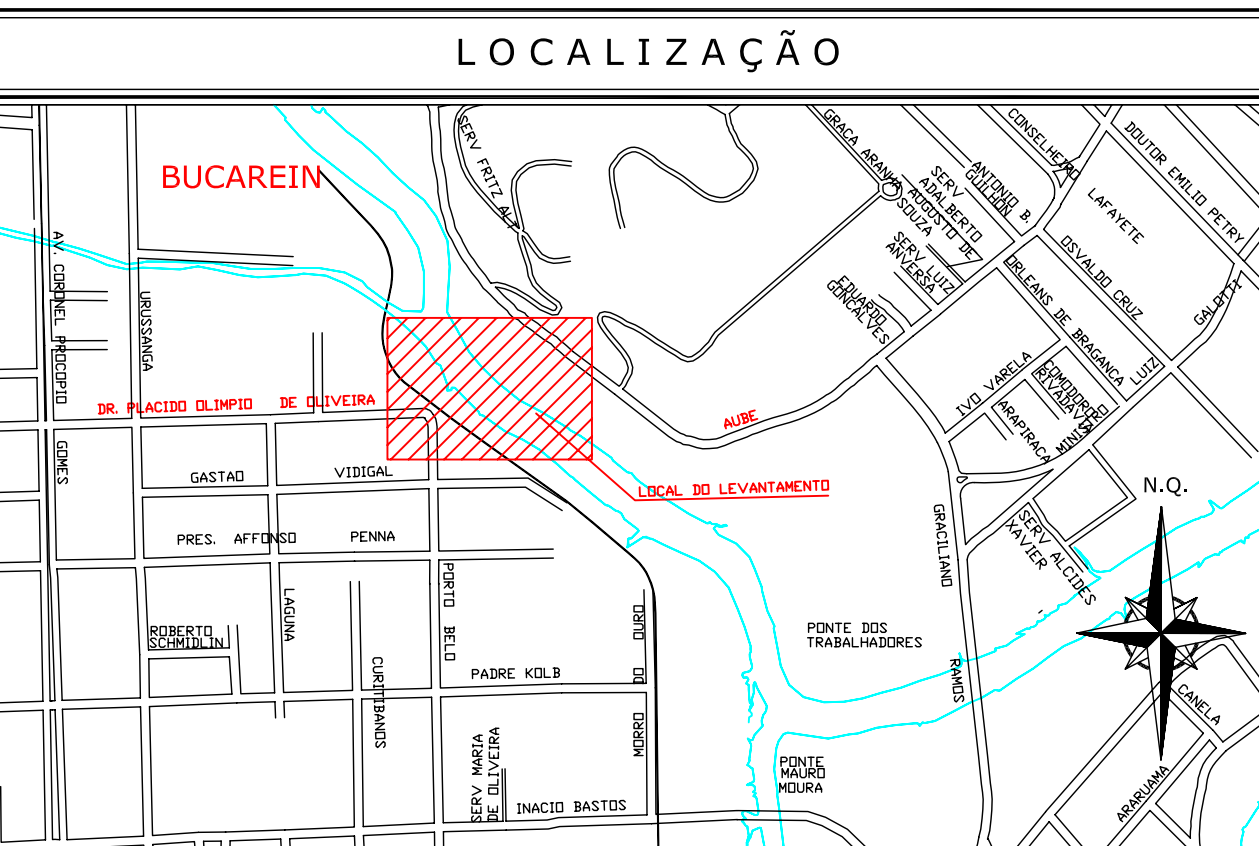 LOCALIZAÇÃO
BUCAREIN
SERV FRITZ ALT
GRACA ARANHA
CONSELHEIRO
DOUTOR EMILIO PETRY
LAFAYETE
ANTONIO B.
GUILHON
SERV
ADALBERTO
AUGUSTO DE
SOUZA
SERV LUIZ
ANVERSA
EDUARDO
GONCALVES
OSVALDO CRUZ
ORLEANS DE BRAGANCA
GALOTTI
LUIZ
AV. CORONEL PROCOPIO
GOMES
URUSSANGA
DR. PLACIDO OLIMPIO DE OLIVEIRA
AUBE
IVO VARELA
COMODORO
RIVADAVIA
ARAPIRACA
MINIS
GASTAO VIDIGAL
LOCAL DO LEVANTAMENTO
N.Q.
PRES. AFFONSO PENNA
GRACILIANO
RAMOS
SERV ALCIDES
XAVIER
LAGUNA
PORTO BELO
MORRO DO OURO
ROBERTO
SCHMIDLIN
PONTE DOS
TRABALHADORES
CURITIBANOS
PADRE KOLB
CANELA
SERV MARIA
DE OLIVEIRA
PONTE
MAURO
MOURA
INACIO BASTOS
ARARUAMA